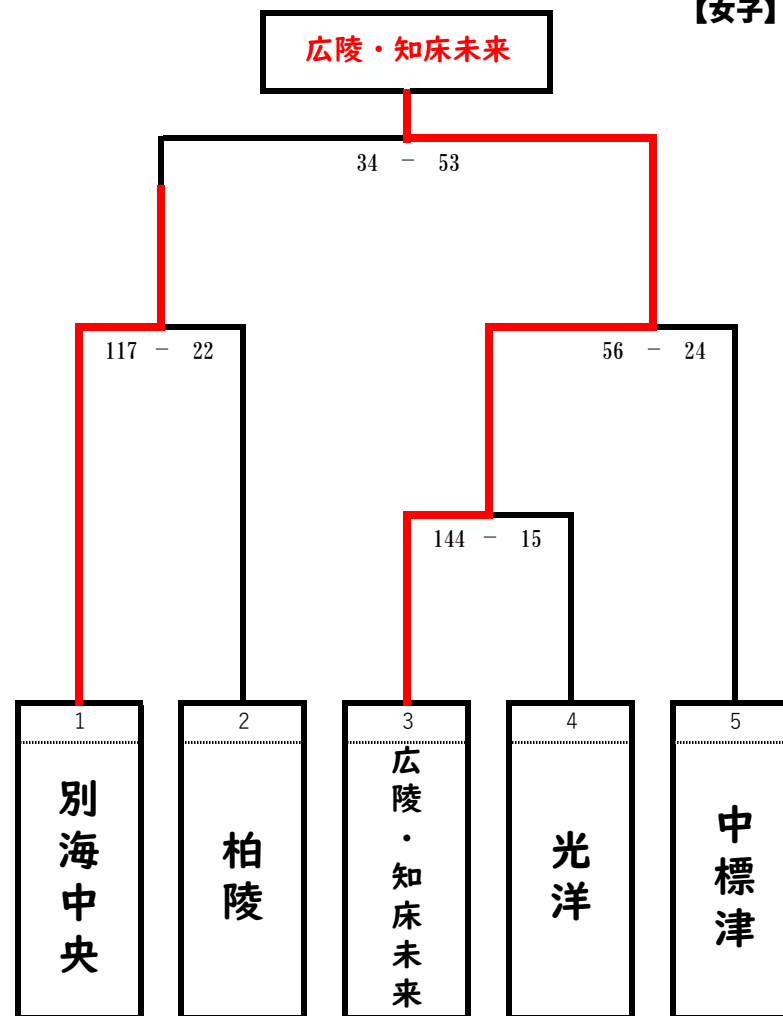 【女子】
広陵・知床未来
34 － 53
117 － 22
56 － 24
144 － 15
1
2
3
4
5
別海中央
柏陵
広陵・知床未来
光洋
中標津